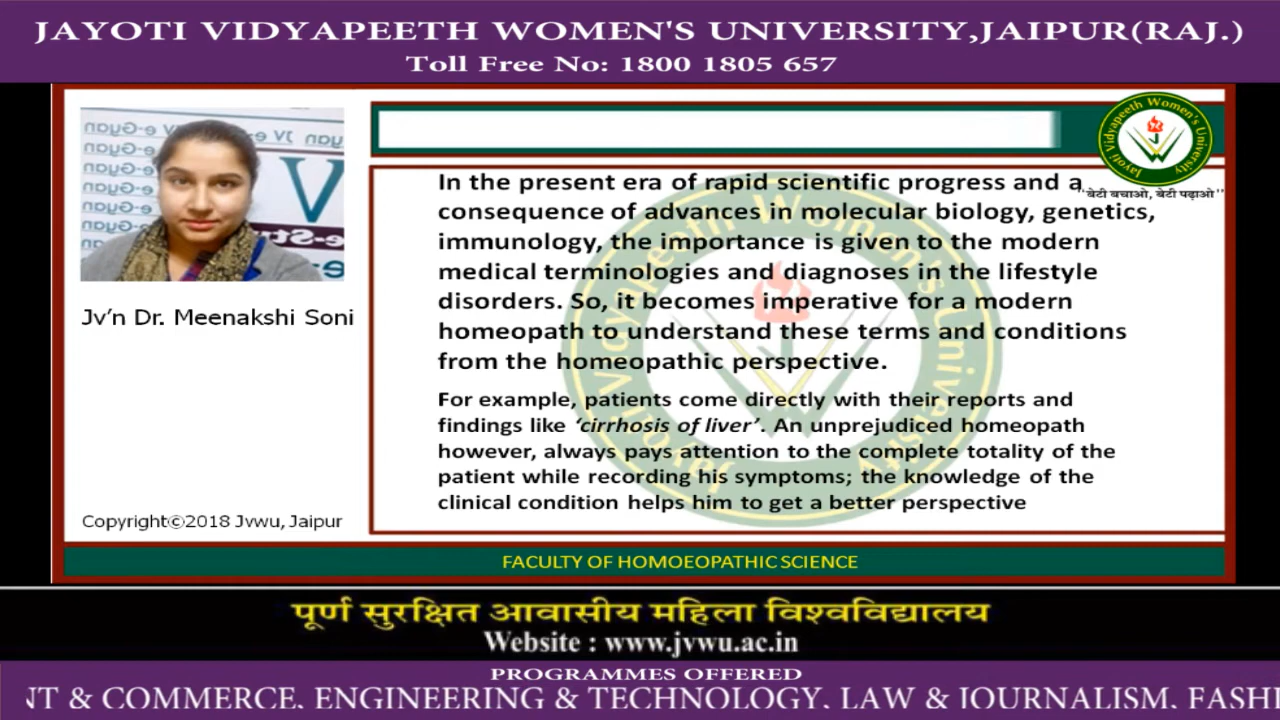 JAYOTI VIDYAPEETH WOMEN'S UNIVERSITY,JAIPUR(RAJ.)
Toll Free No: 1800 1805 657
Jayoti Vidyapeeth Women's University
"बेटी बचाओ, बेटी पढ़ाओ"
In the present era of rapid scientific progress and a
consequence of advances in molecular biology, genetics,
immunology, the importance is given to the modern
medical terminologies and diagnoses in the lifestyle
disorders. So, it becomes imperative for a modern
homeopath to understand these terms and conditions
from the homeopathic perspective.
For example, patients come directly with their reports and
findings like 'cirrhosis of liver'. An unprejudiced homeopath
however, always pays attention to the complete totality of the
patient while recording his symptoms; the knowledge of the
clinical condition helps him to get a better perspective
Jv'n Dr. Meenakshi Soni
Copyright©2018 Jvwu, Jaipur
FACULTY OF HOMOEOPATHIC SCIENCE
पूर्ण सुरक्षित आवासीय महिला विश्वविद्यालय
Website : www.jvwu.ac.in
PROGRAMMES OFFERED
NT & COMMERCE, ENGINEERING & TECHNOLOGY, LAW & JOURNALISM, FASHI